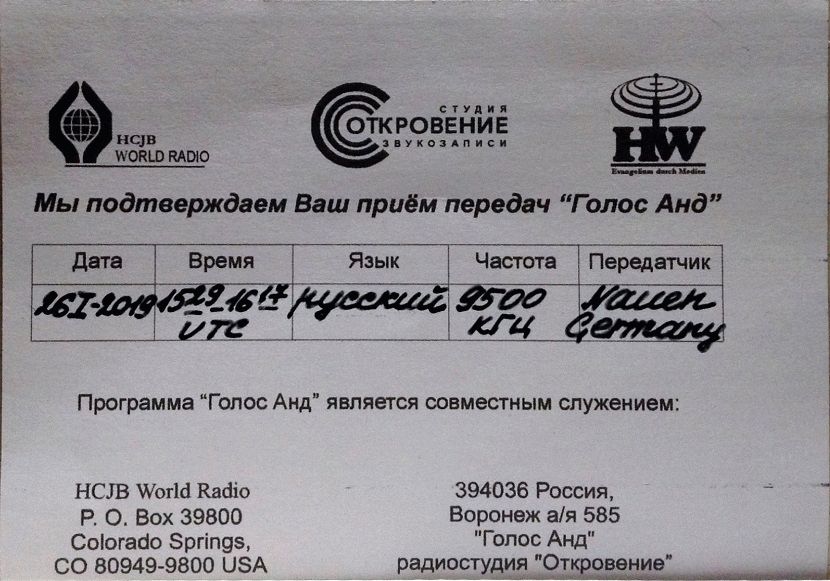 HCJB
WORLD RADIO
СТУДИЯ
ОТКРОВЕНИЕ
ЗВУКОЗАПИСИ
HW
Evangelium durch Medien
Мы подтверждаем Ваш приём передач “Голос Анд”
Дата Время Язык Частота Передатчик
26I-2019 15 29 - 16 17 русский 9500 Nauen
UTC кГц Germany
Программа “Голос Анд” является совместным служением:
HCJB World Radio
P. O. Box 39800
Colorado Springs,
CO 80949-9800 USA
394036 Россия,
Воронеж а/я 585
"Голос Анд"
радиостудия "Откровение”